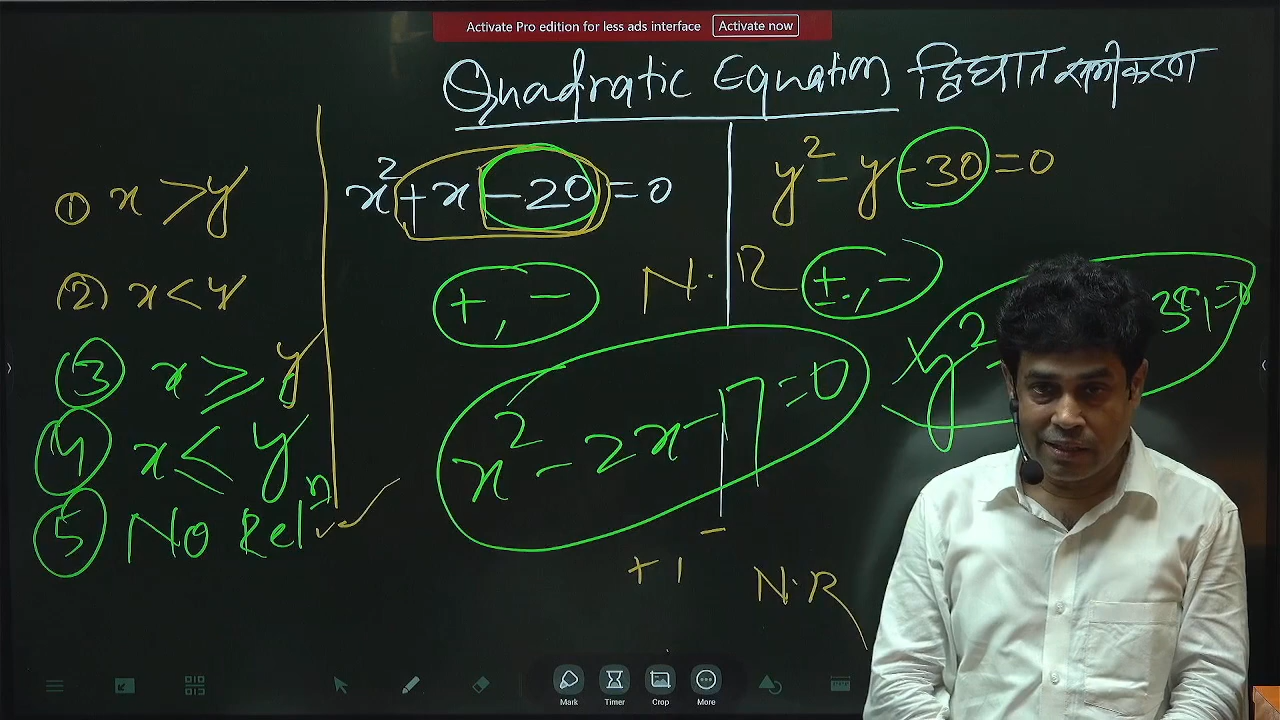 Activate Pro edition for less ads interface Activate now
Quadratic Equation द्विघात समीकरण
① x > y
x² + x - 20 = 0
y² - y - 30 = 0
(2) x < y
+, -
N.R
±, -
③ x ≥ y
x² - 2x - 17 = 0
y²
④ x < y
⑤ No Relⁿ
+, -
N.R
Mark Timer Crop More